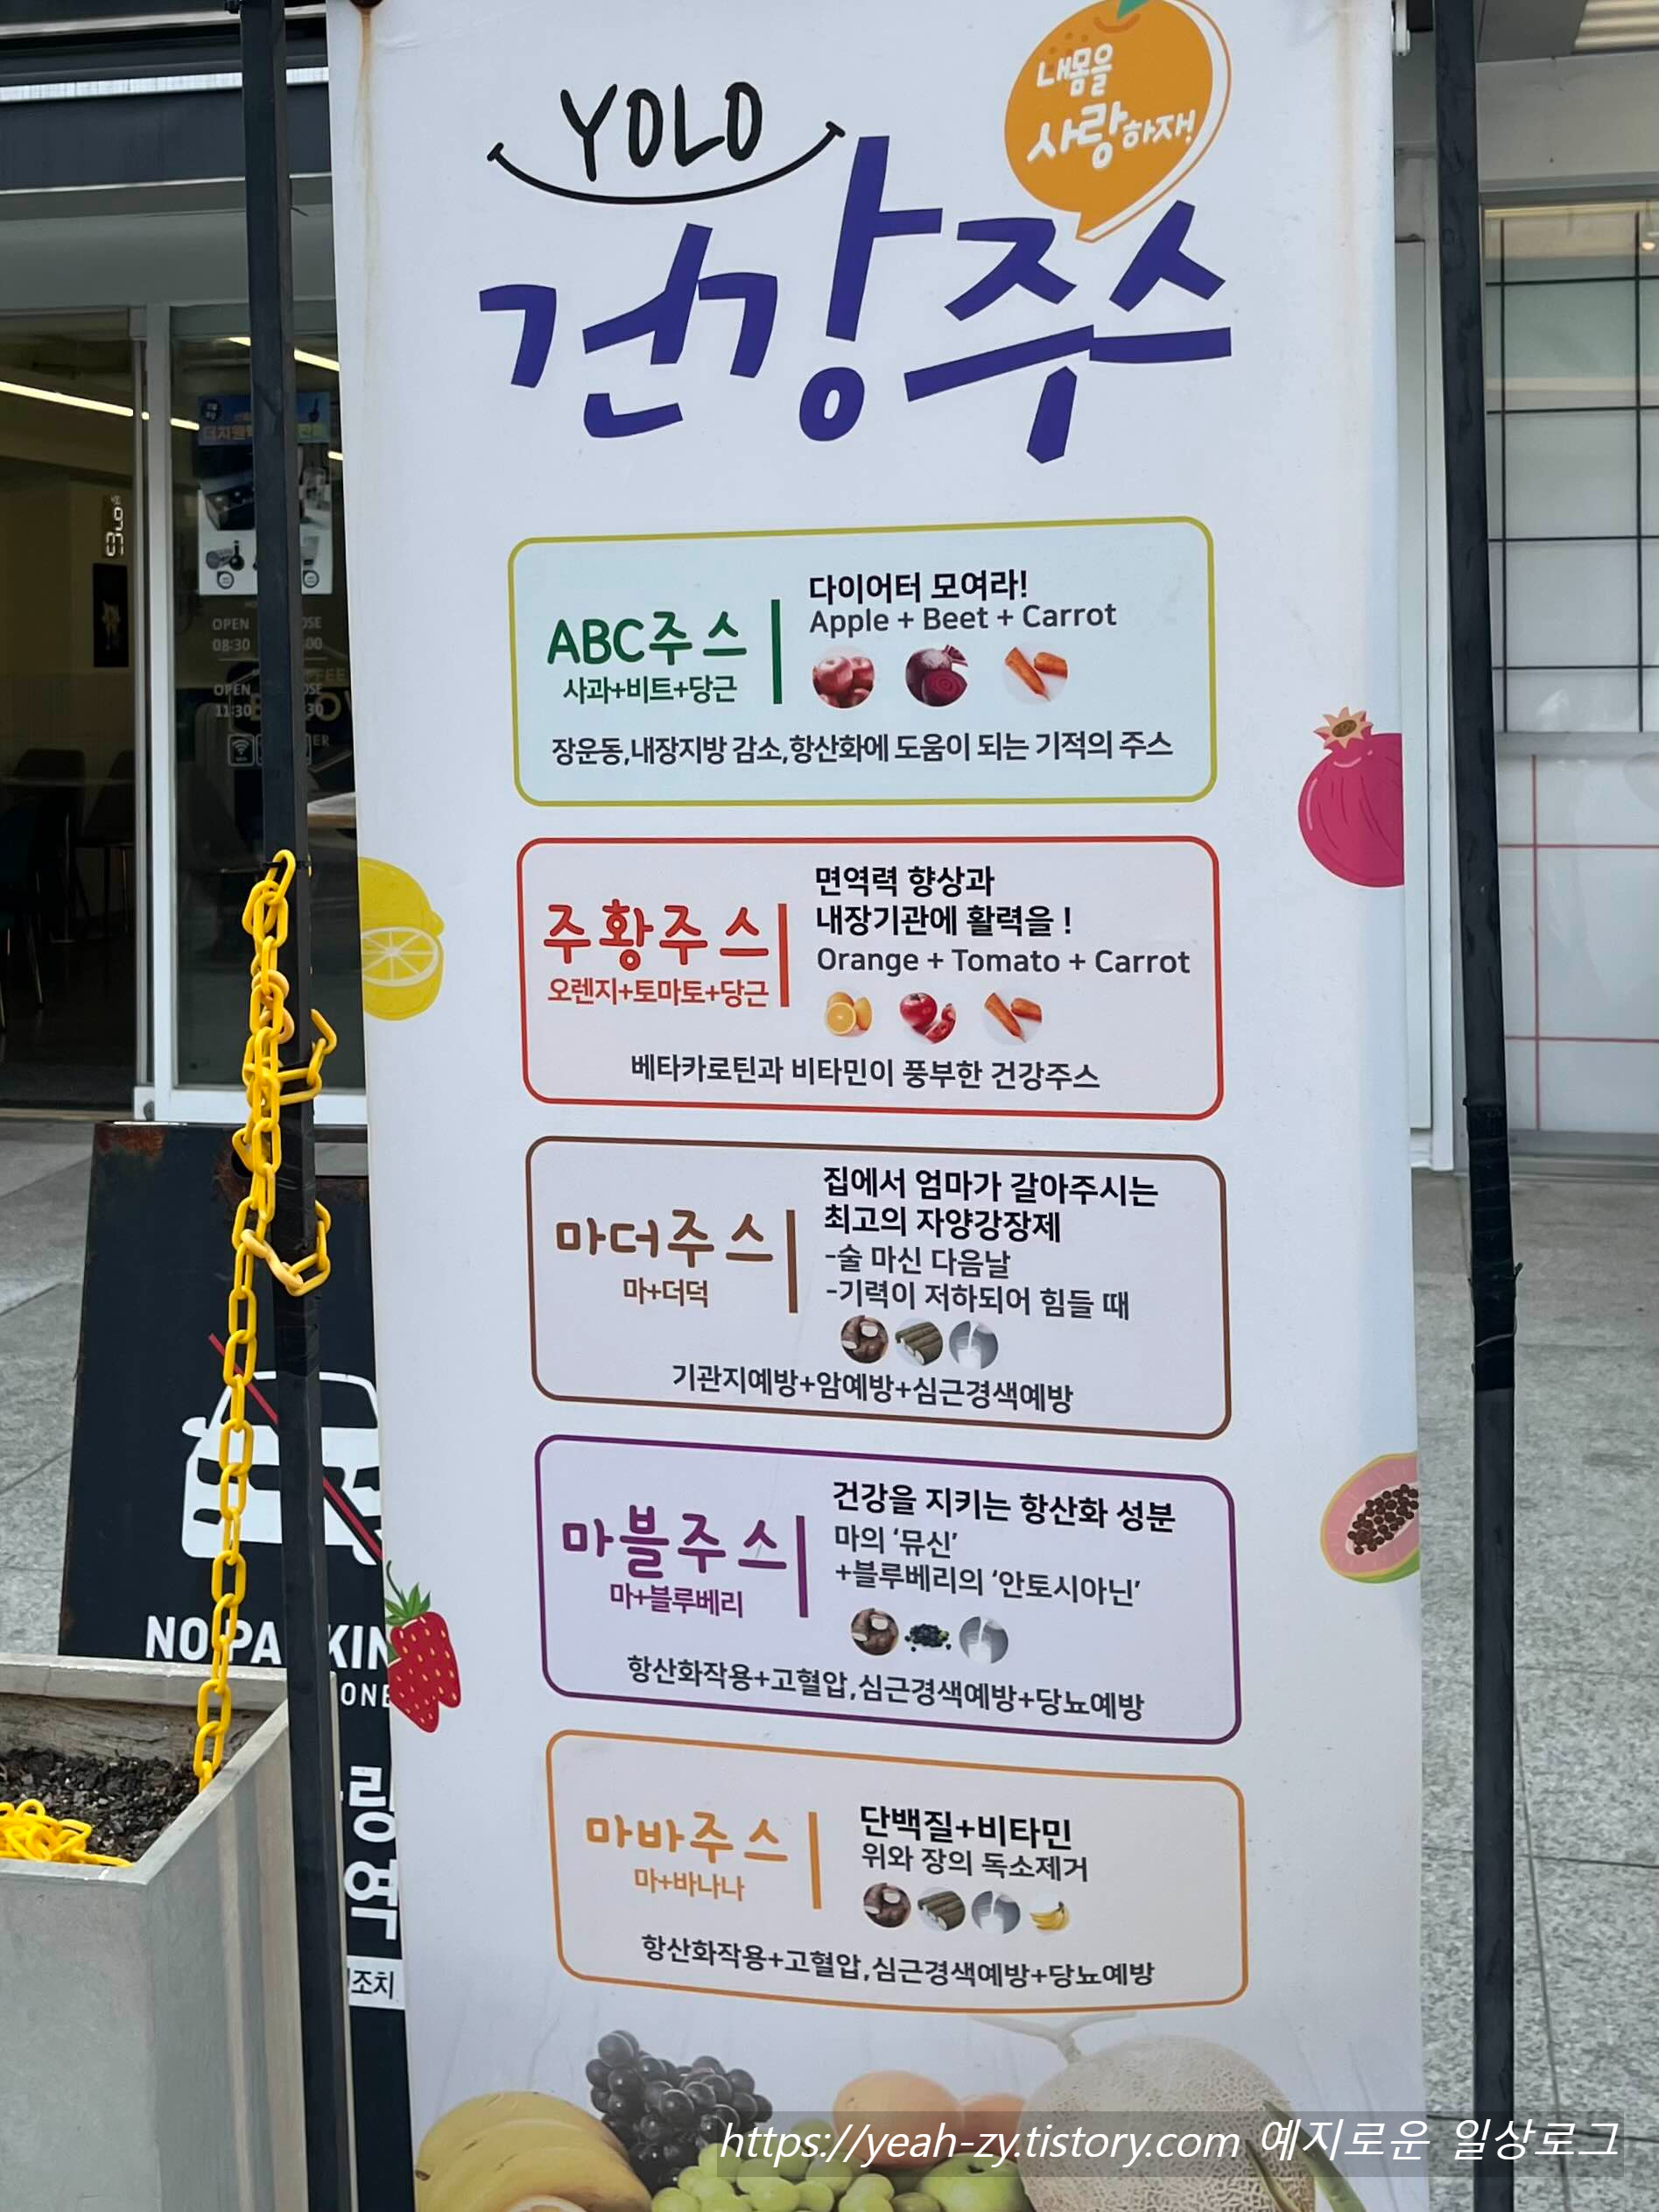 내몸을
사랑하자!
YOLO
건강주스
ABC주스
사과+비트+당근
다이어터 모여라!
Apple + Beet + Carrot
장운동,내장지방 감소,항산화에 도움이 되는 기적의 주스
주황주스
오렌지+토마토+당근
면역력 향상과
내장기관에 활력을 !
Orange + Tomato + Carrot
베타카로틴과 비타민이 풍부한 건강주스
마더주스
마+더덕
집에서 엄마가 갈아주시는
최고의 자양강장제
-술 마신 다음날
-기력이 저하되어 힘들 때
기관지예방+암예방+심근경색예방
마블주스
마+블루베리
건강을 지키는 항산화 성분
마의 ‘뮤신’
+블루베리의 ‘안토시아닌’
항산화작용+고혈압,심근경색예방+당뇨예방
마바주스
마+바나나
단백질+비타민
위와 장의 독소제거
항산화작용+고혈압,심근경색예방+당뇨예방
OPEN
08:30
OPEN
11:30
NO PA KIN
ONE
역
조치
https://yeah-zy.tistory.com 예지로운 일상로그